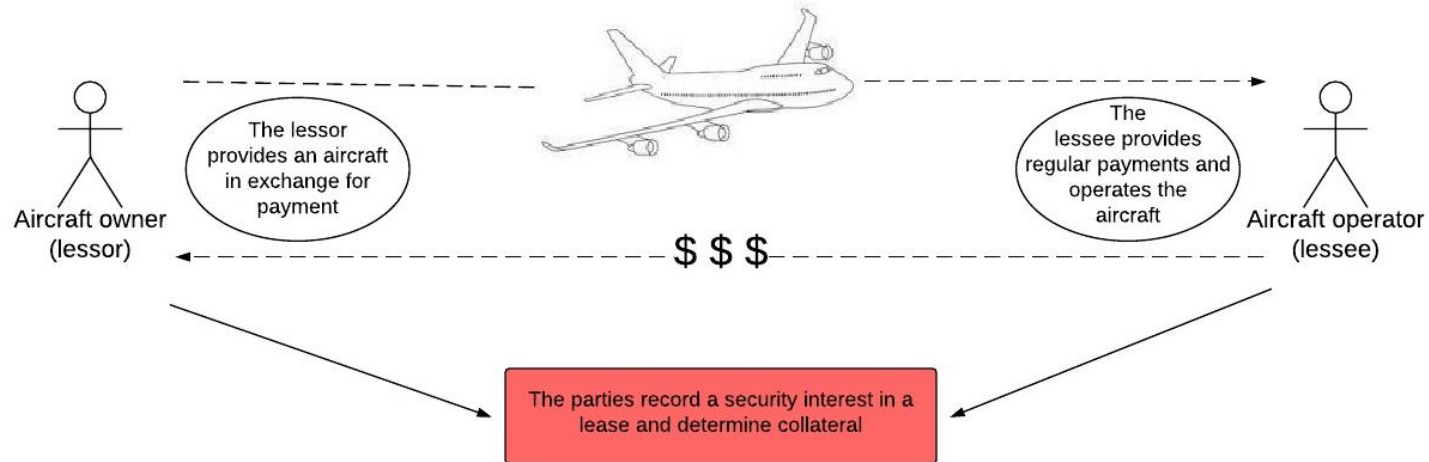 The lessor
provides an aircraft
in exchange for
payment
The
lessee provides
regular payments and
operates the
aircraft
Aircraft owner
(lessor)
Aircraft operator
(lessee)
$ $ $
The parties record a security interest in a
lease and determine collateral